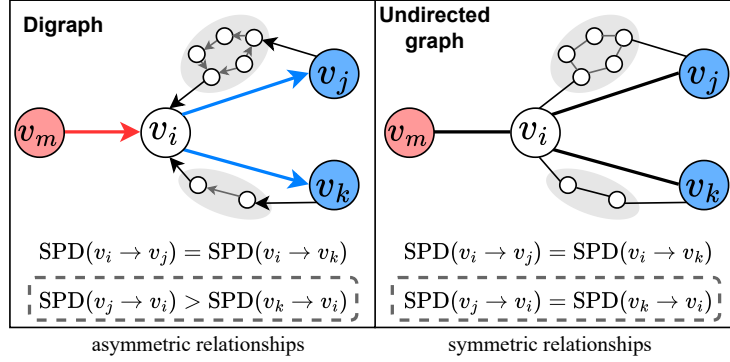 Digraph
v_j
v_m
v_i
v_k
SPD(v_i → v_j) = SPD(v_i → v_k)
SPD(v_j → v_i) > SPD(v_k → v_i)
asymmetric relationships
Undirected
graph
v_j
v_m
v_i
v_k
SPD(v_i → v_j) = SPD(v_i → v_k)
SPD(v_j → v_i) = SPD(v_k → v_i)
symmetric relationships